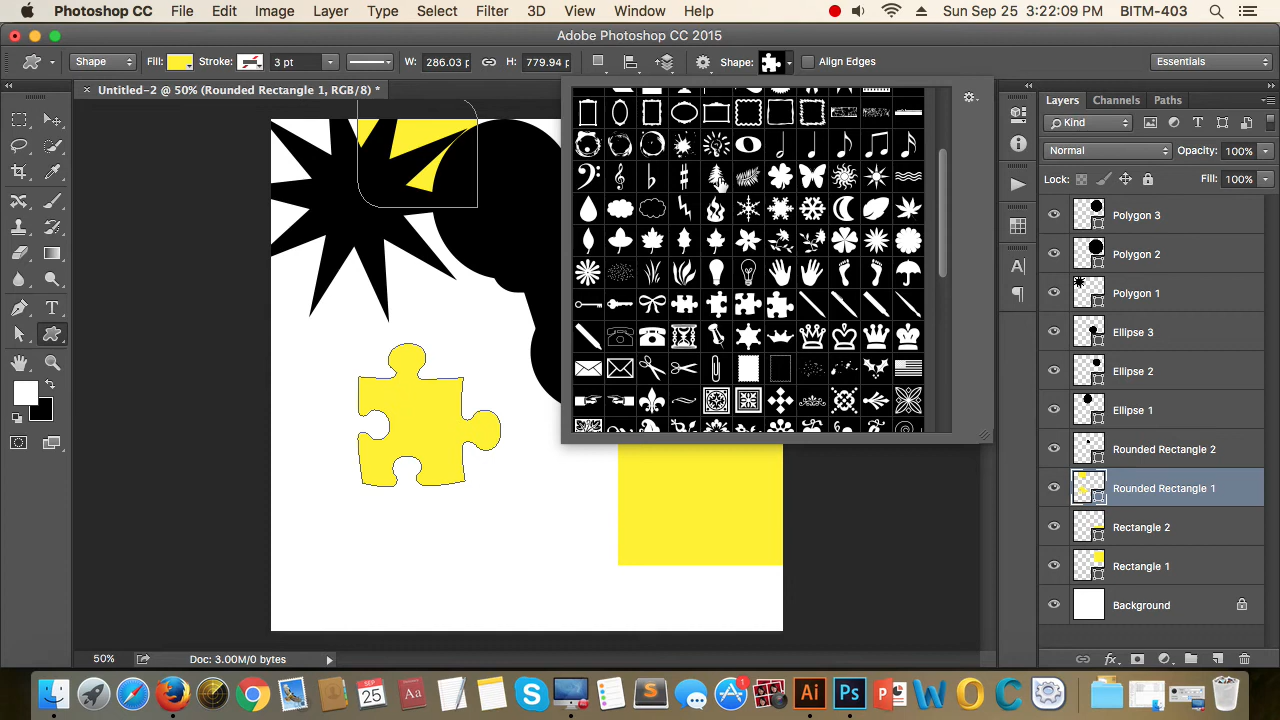 Photoshop CC File Edit Image Layer Type Select Filter 3D View Window Help Sun Sep 25 3:22:09 PM BITM-403
Adobe Photoshop CC 2015
Shape Fill: Stroke: 3 pt W: 286.03 H: 779.94 Shape: Align Edges Essentials
Untitled-2 @ 50% (Rounded Rectangle 1, RGB/8) *
Layers Channels Paths
Kind
Normal Opacity: 100%
Lock: Fill: 100%
Polygon 3
Polygon 2
Polygon 1
Ellipse 3
Ellipse 2
Ellipse 1
Rounded Rectangle 2
Rounded Rectangle 1
Rectangle 2
Rectangle 1
Background
50% Doc: 3.00M/0 bytes